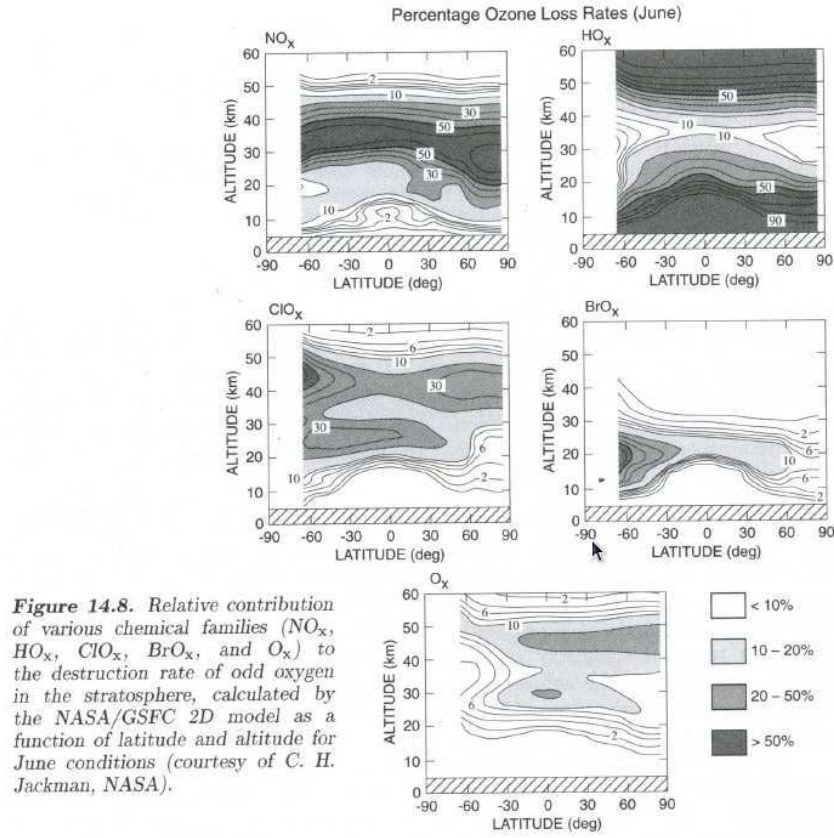 Percentage Ozone Loss Rates (June)
NOx
60
50
40
30
20
10
0
ALTITUDE (km)
2
10
30
50
50
30
10
2
-90 -60 -30 0 30 60 90
LATITUDE (deg)
HOx
60
50
40
30
20
10
0
ALTITUDE (km)
50
10
10
50
90
-90 -60 -30 0 30 60 90
LATITUDE (deg)
ClOx
60
50
40
30
20
10
0
ALTITUDE (km)
2
6
10
30
30
6
10
2
-90 -60 -30 0 30 60 90
LATITUDE (deg)
BrOx
60
50
40
30
20
10
0
ALTITUDE (km)
2
6
10
6
2
-90 -60 -30 0 30 60 90
LATITUDE (deg)
Ox
60
50
40
30
20
10
0
ALTITUDE (km)
2
6
10
6
2
-90 -60 -30 0 30 60 90
LATITUDE (deg)
< 10%
10 – 20%
20 – 50%
> 50%
Figure 14.8. Relative contribution
of various chemical families (NOx,
HOx, ClOx, BrOx, and Ox) to
the destruction rate of odd oxygen
in the stratosphere, calculated by
the NASA/GSFC 2D model as a
function of latitude and altitude for
June conditions (courtesy of C. H.
Jackman, NASA).